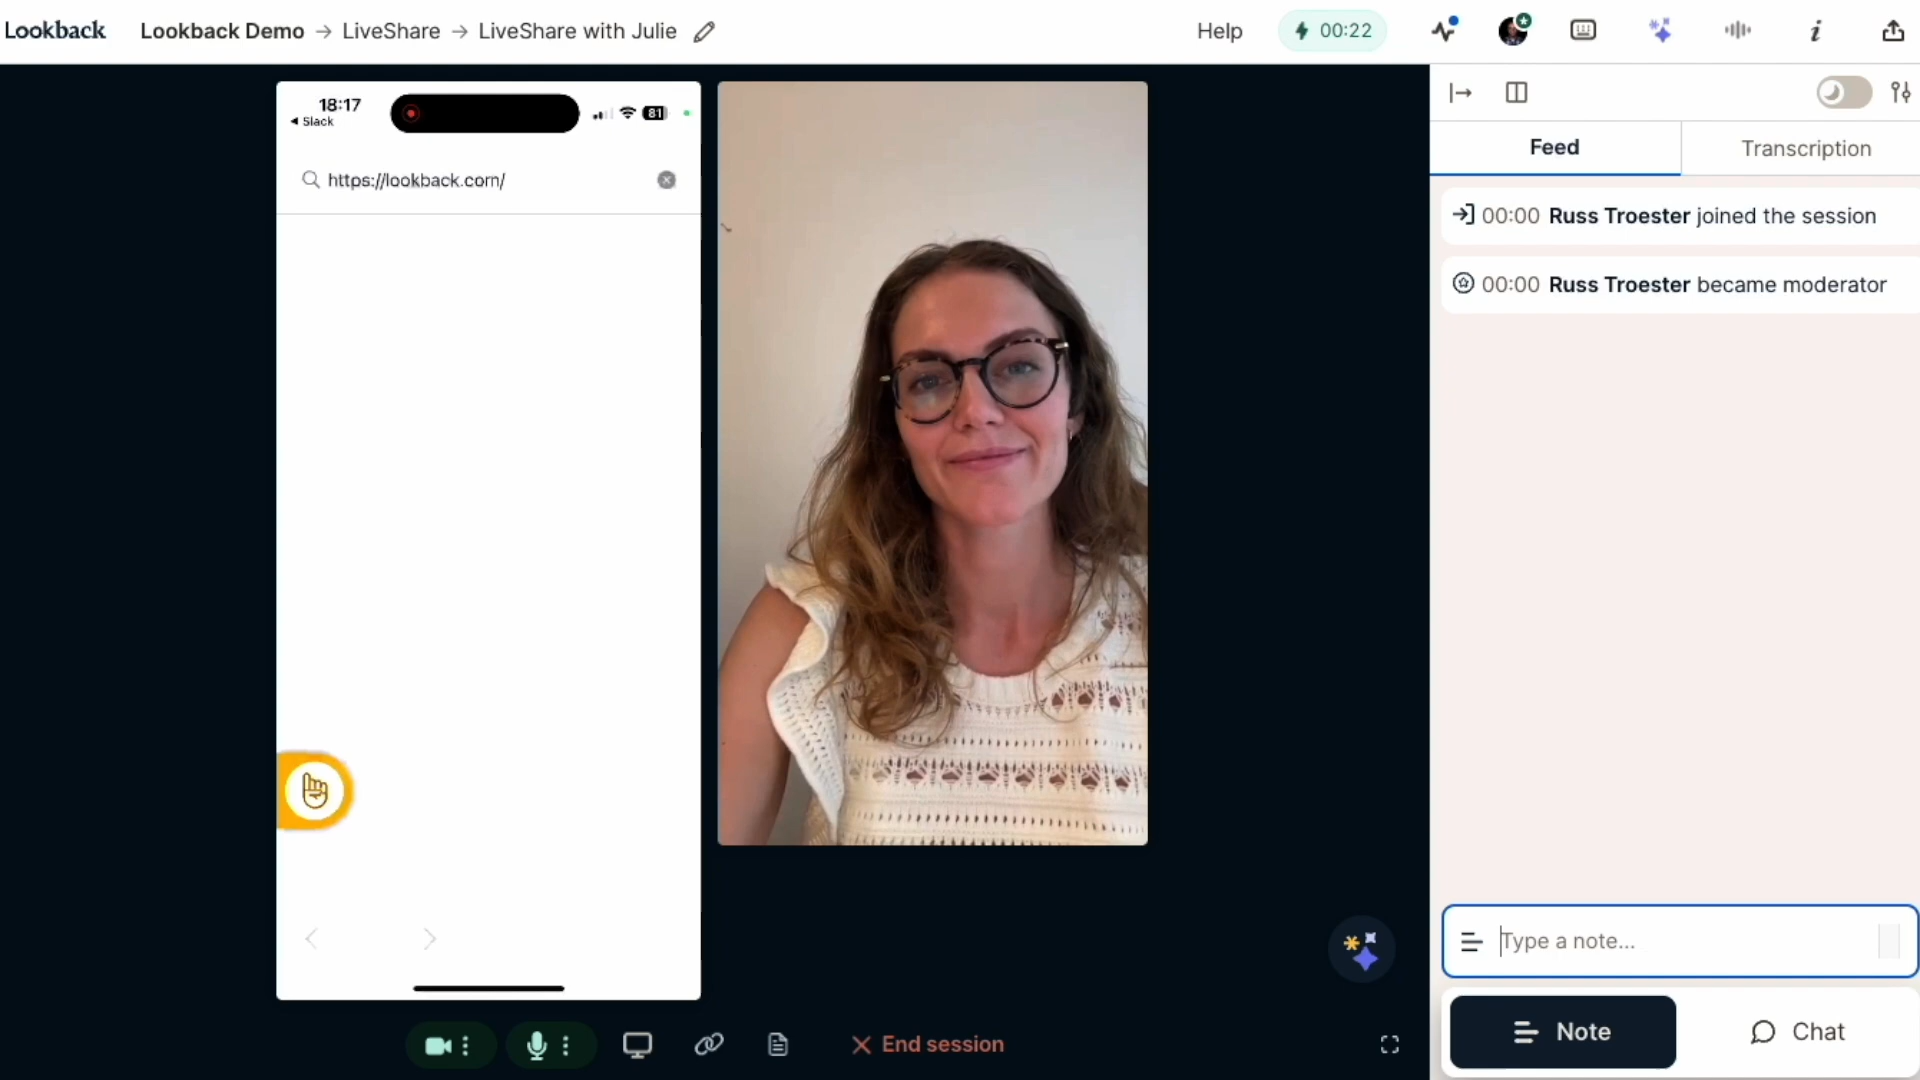 Lookback
Lookback Demo → LiveShare → LiveShare with Julie
Help
00:22
18:17
◂ Slack
81
https://lookback.com/
Feed
Transcription
00:00 Russ Troester joined the session
00:00 Russ Troester became moderator
Type a note...
Note
Chat
End session